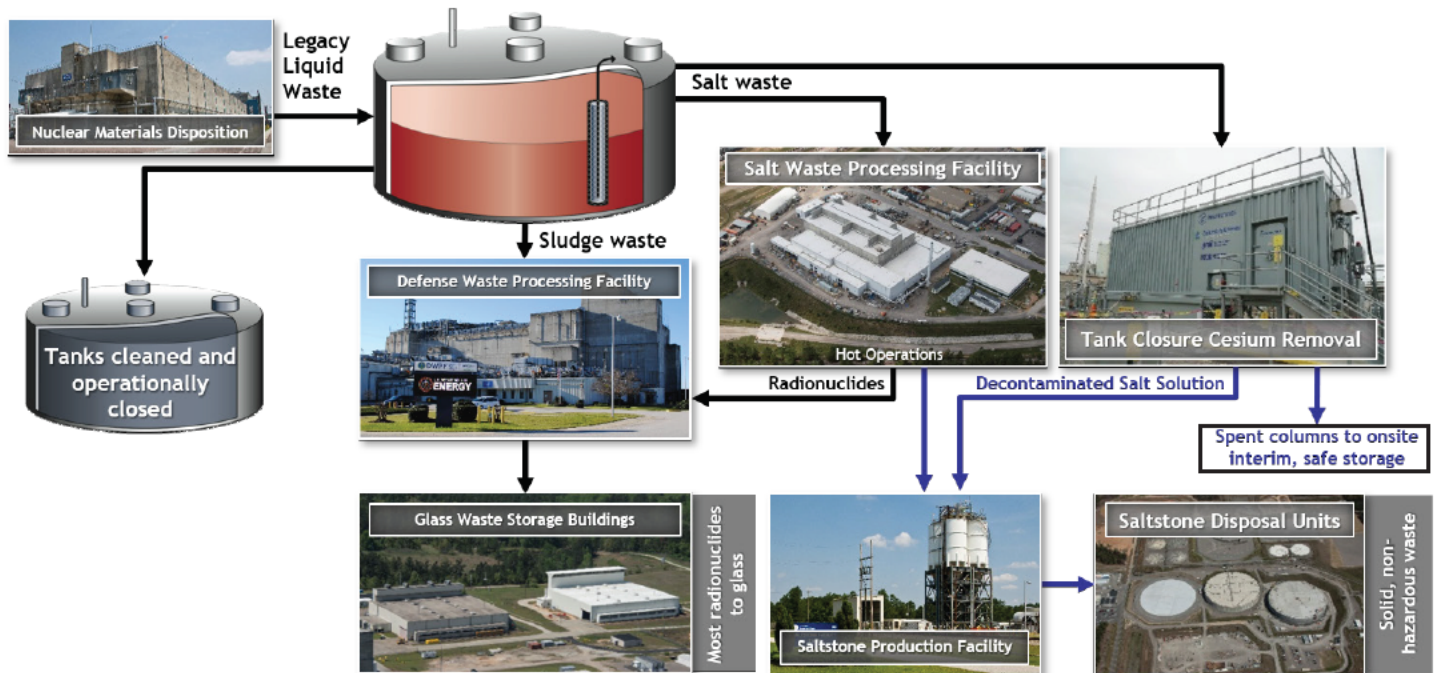 Legacy
Liquid
Waste
Nuclear Materials Disposition
Salt waste
Salt Waste Processing Facility
Hot Operations
Tank Closure Cesium Removal
Sludge waste
Defense Waste Processing Facility
ENERGY
Tanks cleaned and
operationally
closed
Radionuclides
Decontaminated Salt Solution
Spent columns to onsite
interim, safe storage
Glass Waste Storage Buildings
Most radionuclides
to glass
Saltstone Production Facility
Saltstone Disposal Units
Solid, non-
hazardous waste